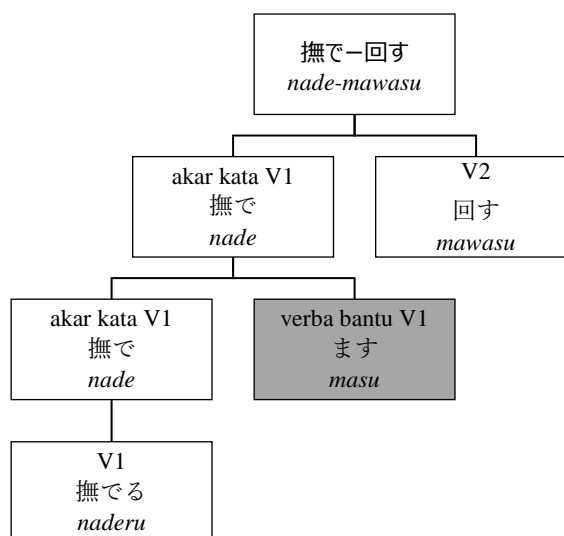 撫でー回す
nade-mawasu
akar kata V1
撫で
nade
V2
回す
mawasu
akar kata V1
撫で
nade
verba bantu V1
ます
masu
V1
撫でる
naderu